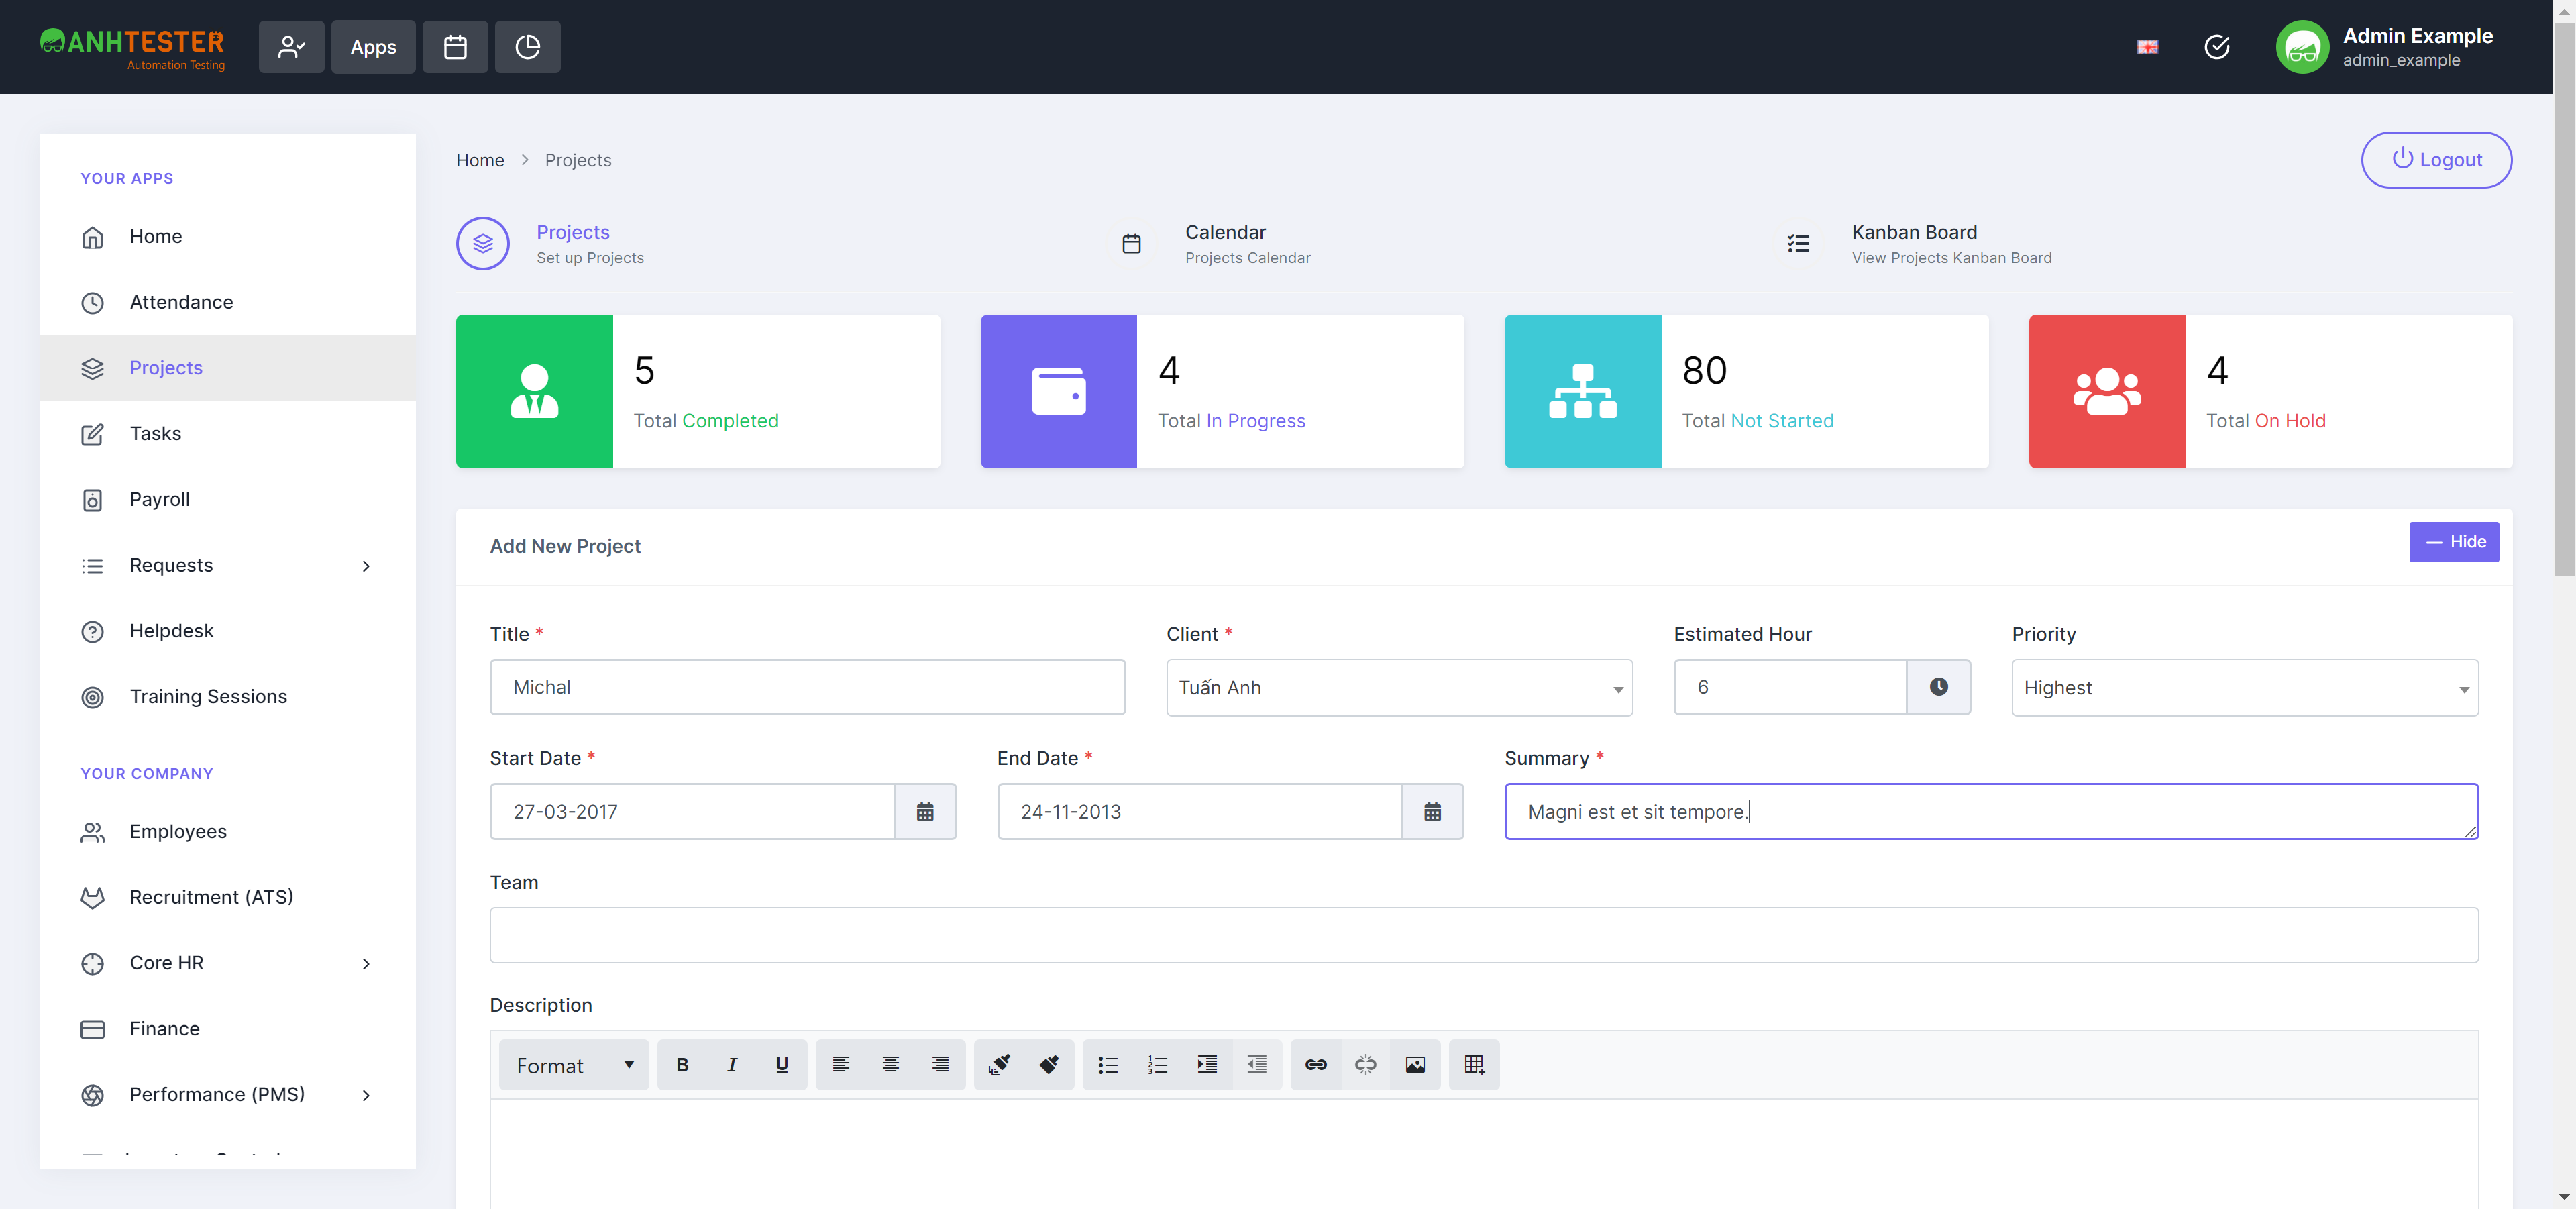 ANHTESTER
Automation Testing
Apps
Admin Example
admin_example
YOUR APPS
Home
Attendance
Projects
Tasks
Payroll
Requests
Helpdesk
Training Sessions
YOUR COMPANY
Employees
Recruitment (ATS)
Core HR
Finance
Performance (PMS)
Home > Projects
Logout
Projects
Set up Projects
Calendar
Projects Calendar
Kanban Board
View Projects Kanban Board
5
Total Completed
4
Total In Progress
80
Total Not Started
4
Total On Hold
Add New Project
Hide
Title *
Michal
Client *
Tuấn Anh
Estimated Hour
6
Priority
Highest
Start Date *
27-03-2017
End Date *
24-11-2013
Summary *
Magni est et sit tempore.
Team
Description
Format
B I U